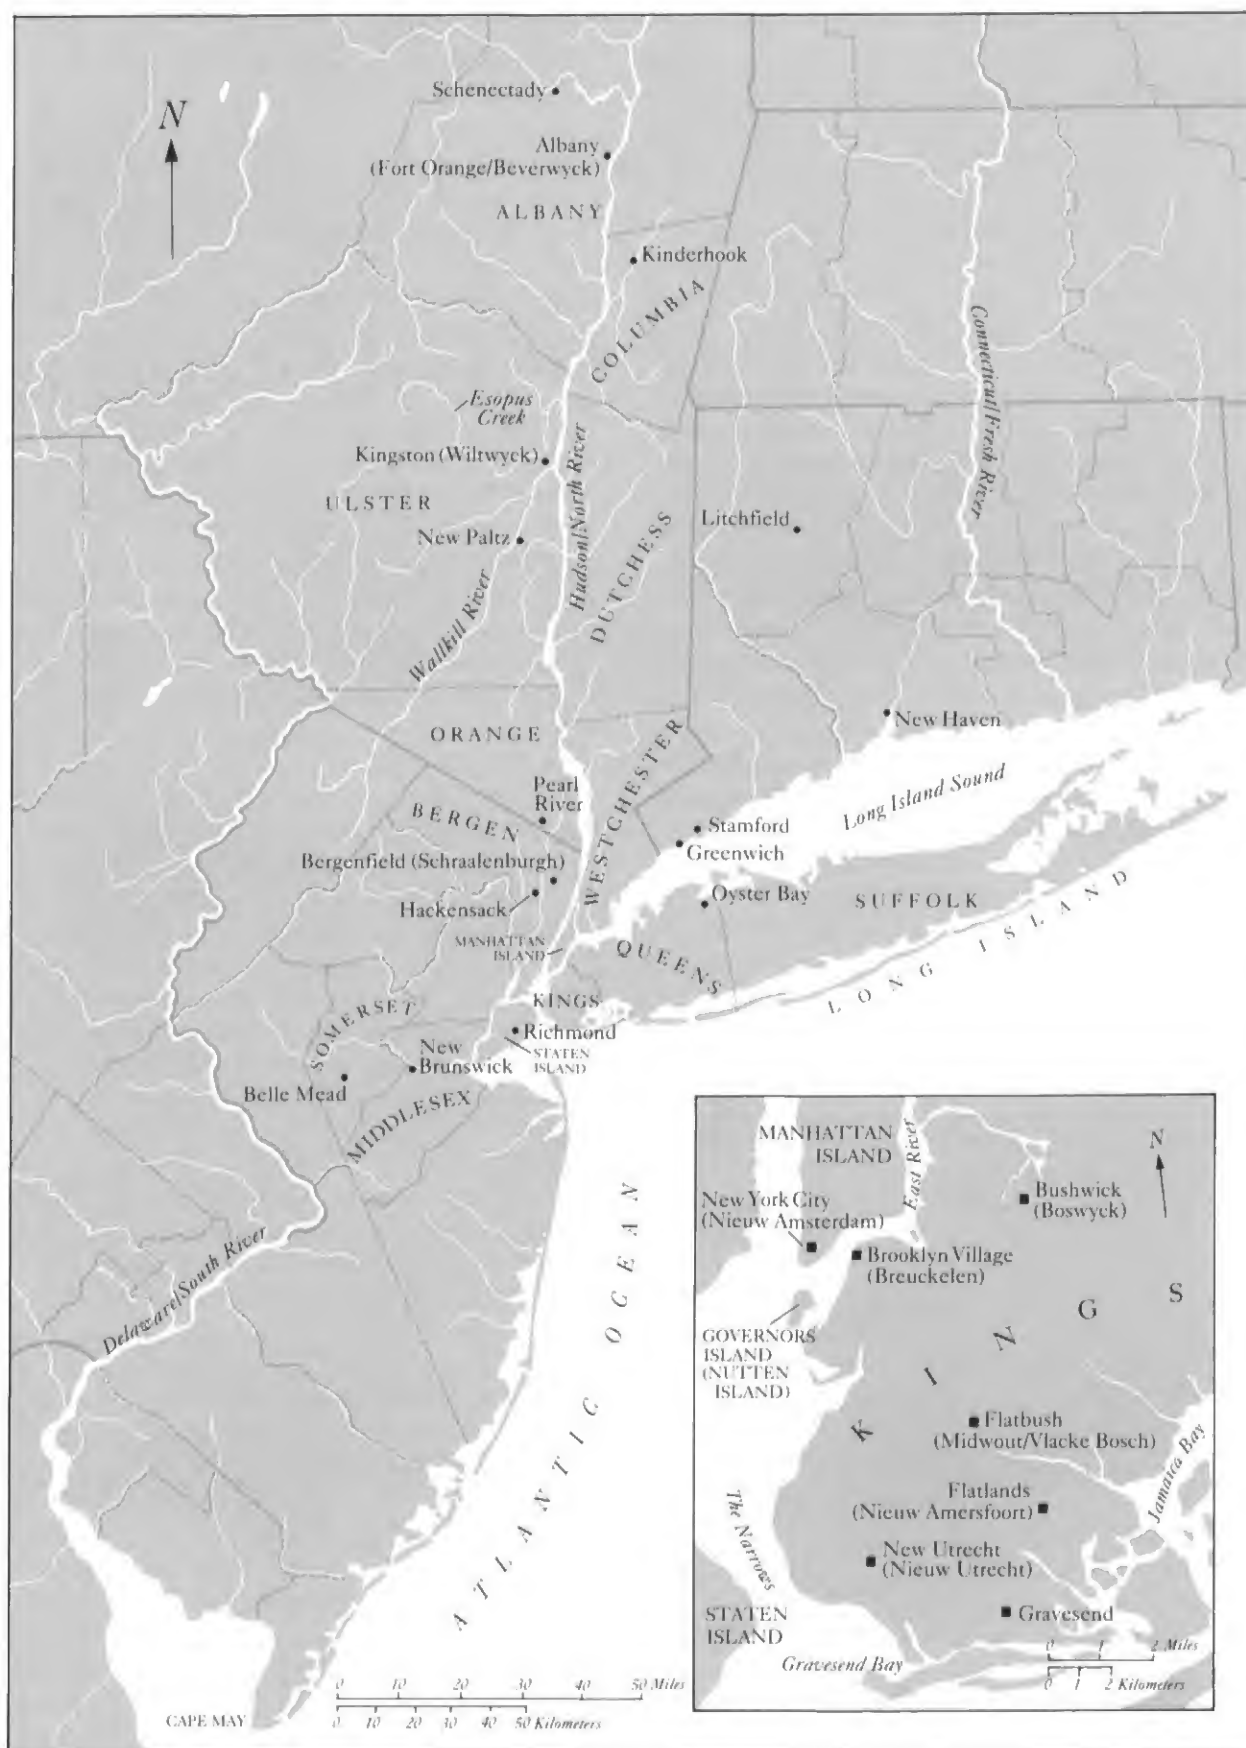 N
Schenectady
Albany
(Fort Orange/Beverwyck)
ALBANY
Kinderhook
COLUMBIA
Connecticut/Fresh River
Esopus
Creek
Hudson/North River
Kingston (Wiltwyck)
ULSTER
Litchfield
New Paltz
DUTCHESS
Wallkill River
New Haven
ORANGE
WESTCHESTER
Long Island Sound
Pearl
River
BERGEN
Stamford
Greenwich
Bergenfield (Schraalenburgh)
Hackensack
Oyster Bay
SUFFOLK
LONG ISLAND
MANHATTAN
ISLAND
QUEENS
KINGS
SOMERSET
Richmond
STATEN
ISLAND
New
Brunswick
Belle Mead
MIDDLESEX
ATLANTIC OCEAN
Delaware/South River
CAPE MAY
0 10 20 30 40 50 Miles
0 10 20 30 40 50 Kilometers
MANHATTAN
ISLAND
East River
N
New York City
(Nieuw Amsterdam)
Bushwick
(Boswyck)
Brooklyn Village
(Breuckelen)
KINGS
GOVERNORS
ISLAND
(NUTTEN
ISLAND)
Flatbush
(Midwout/Vlacke Bosch)
Jamaica Bay
Flatlands
(Nieuw Amersfoort)
The Narrows
New Utrecht
(Nieuw Utrecht)
STATEN
ISLAND
Gravesend
Gravesend Bay
0 1 2 Miles
0 1 2 Kilometers